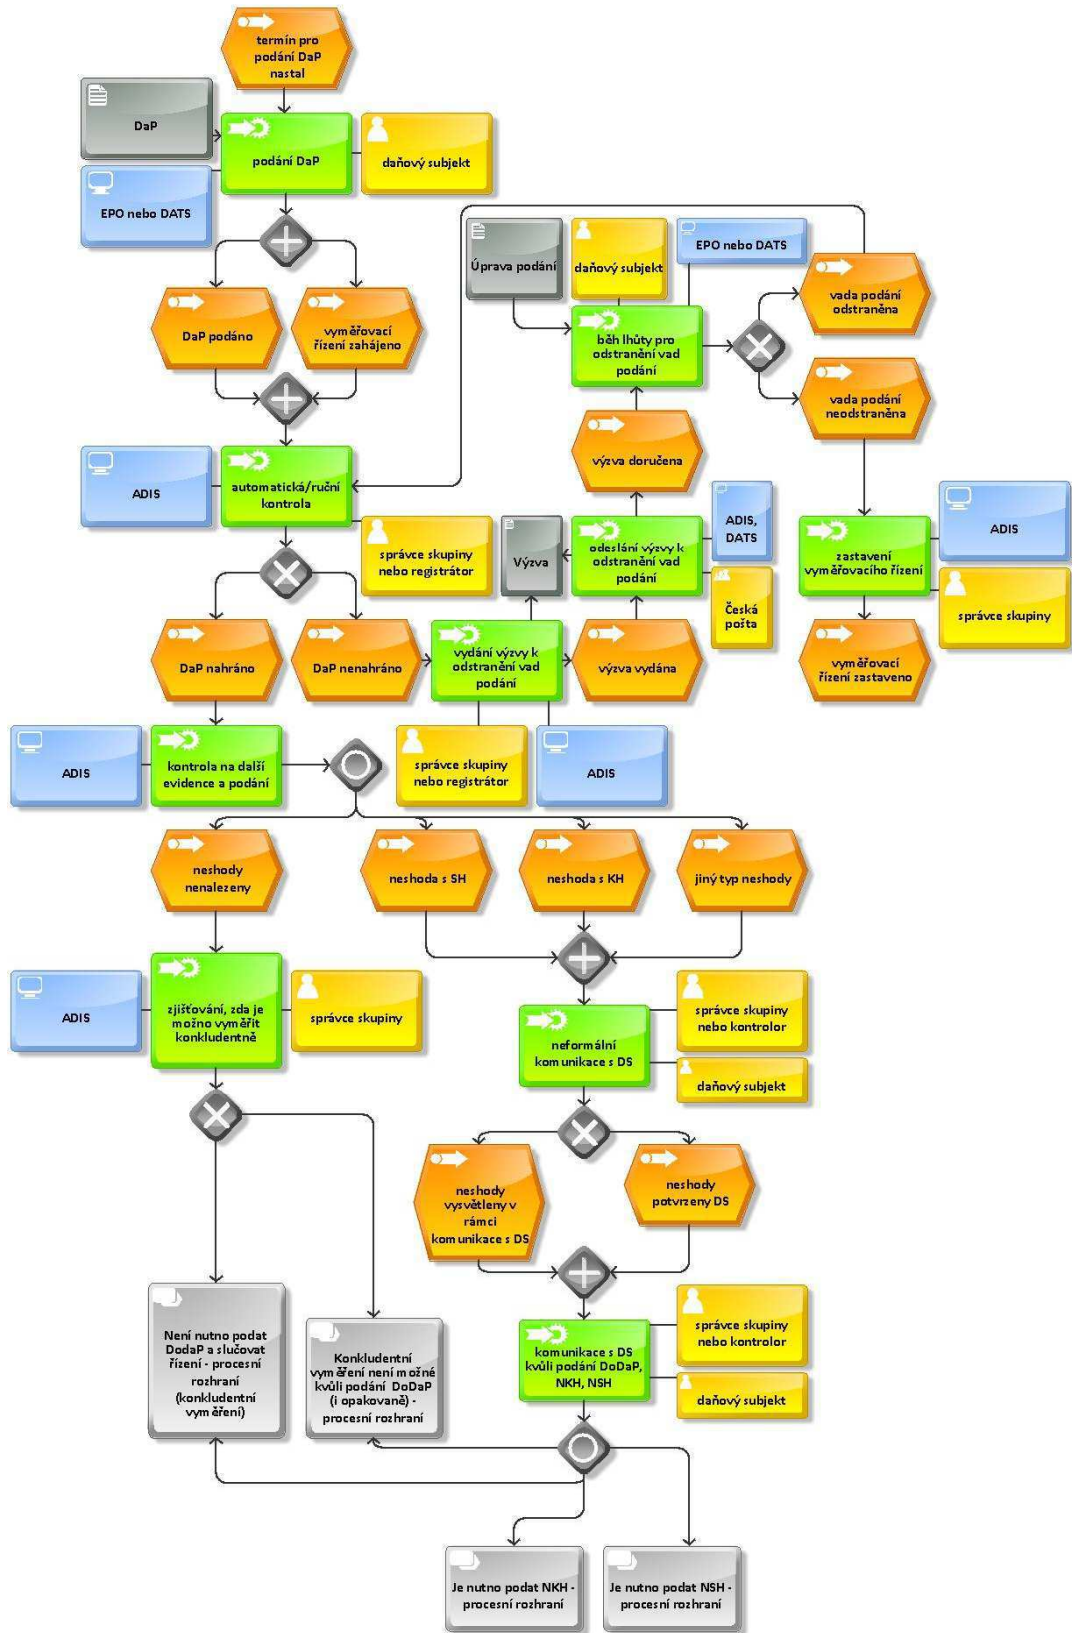 termín pro
podání DaP
nastal
DaP
podání DaP
daňový subjekt
EPO nebo DATS
DaP podáno
vyměřovací
řízení zahájeno
Úprava podání
daňový subjekt
EPO nebo DATS
běh lhůty pro
odstranění vad
podání
vada podání
odstraněna
vada podání
neodstraněna
výzva doručena
ADIS
automatická/ruční
kontrola
správce skupiny
nebo registrátor
Výzva
odeslání výzvy k
odstranění vad
podání
ADIS,
DATS
Česká
pošta
zastavení
vyměřovacího řízení
ADIS
správce skupiny
vyměřovací
řízení zastaveno
DaP nahráno
DaP nenahráno
vydání výzvy k
odstranění vad
podání
výzva vydána
správce skupiny
nebo registrátor
ADIS
ADIS
kontrola na další
evidence a podání
neshody
nenalezeny
neshoda s SH
neshoda s KH
jiný typ neshody
ADIS
zjišťování, zda je
možno vyměřit
konkludentně
správce skupiny
neformální
komunikace s DS
správce skupiny
nebo kontrolor
daňový subjekt
neshody
vysvětleny v
rámci
komunikace s DS
neshody
potvrzeny DS
Není nutno podat
DodaP a slučovat
řízení - procesní
rozhraní
(konkludentní
vyměření)
Konkludentní
vyměření není možné
kvůli podání DoDaP
(i opakovaně) -
procesní rozhraní
komunikace s DS
kvůli podání DoDaP,
NKH, NSH
správce skupiny
nebo kontrolor
daňový subjekt
Je nutno podat NKH -
procesní rozhraní
Je nutno podat NSH -
procesní rozhraní